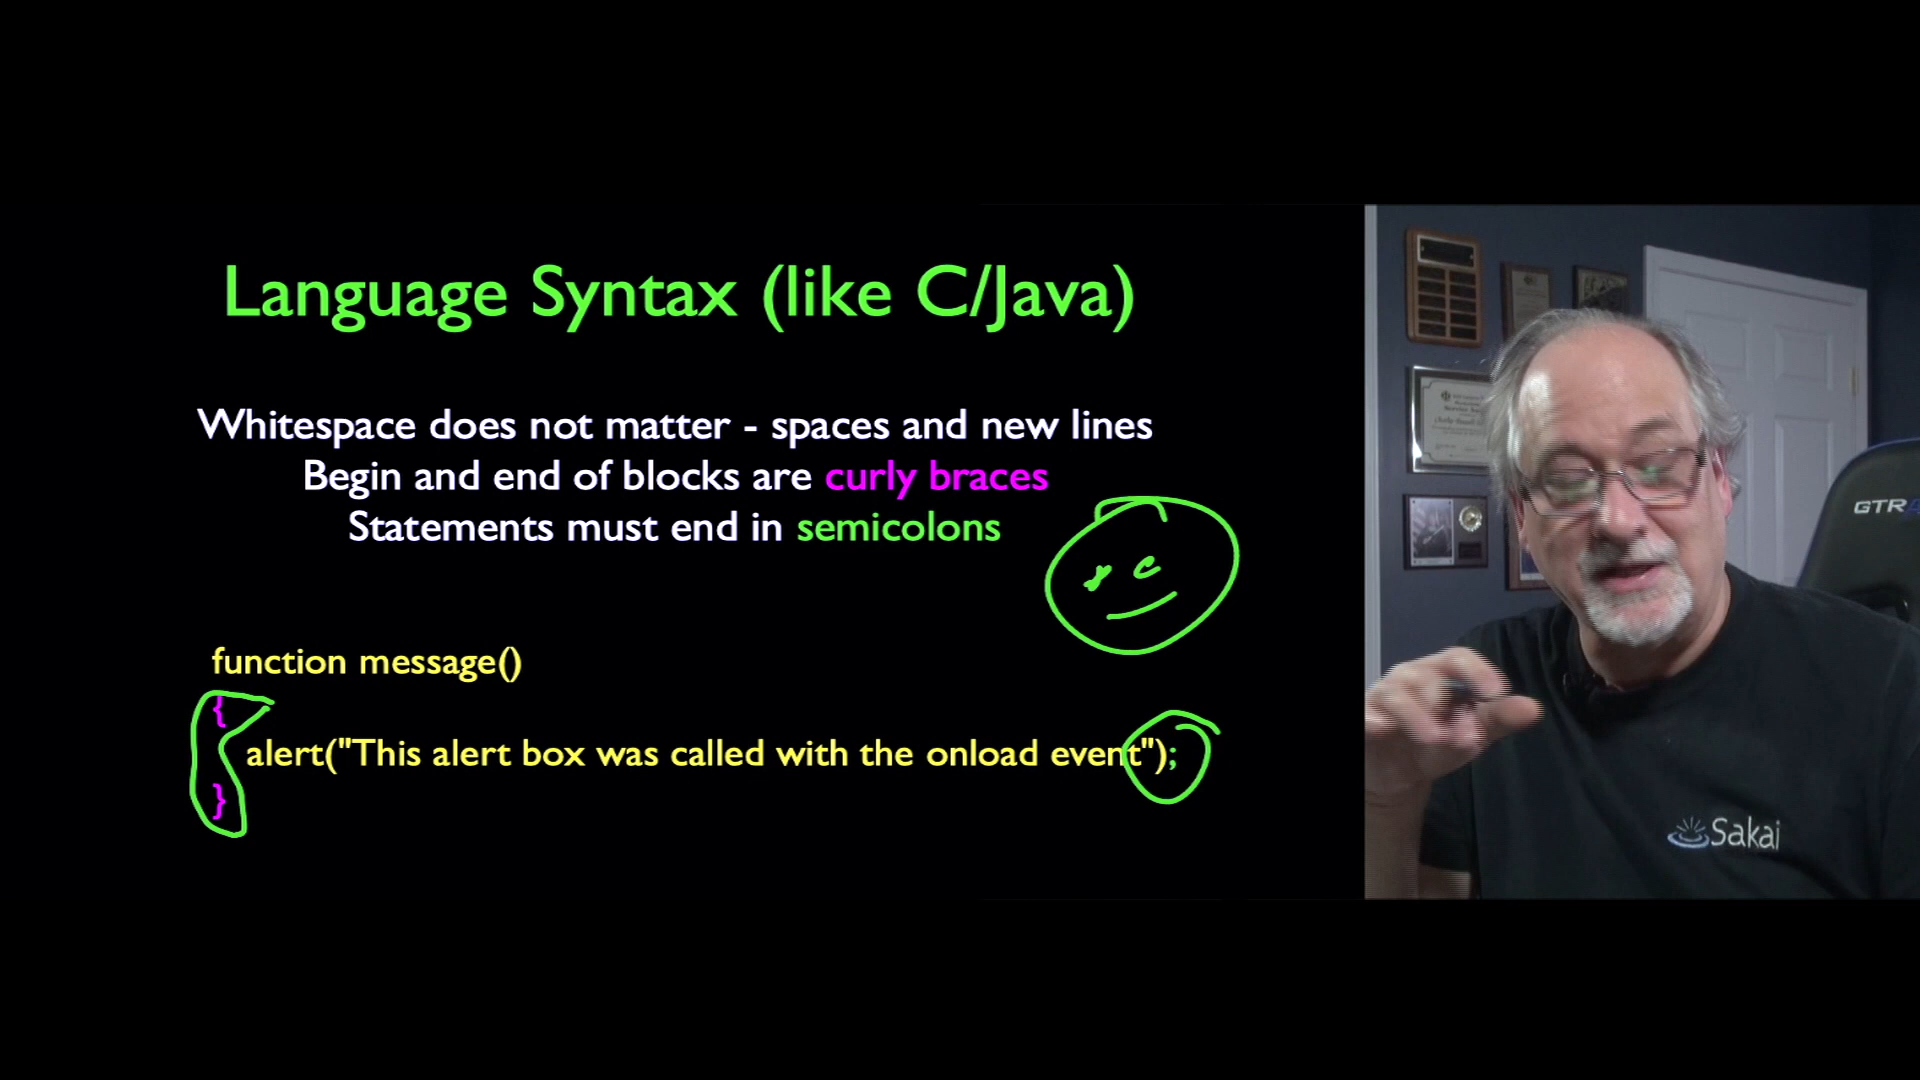 Language Syntax (like C/Java)
Whitespace does not matter - spaces and new lines
Begin and end of blocks are curly braces
Statements must end in semicolons
function message()
{
alert("This alert box was called with the onload event");
}
GTR
Sakai